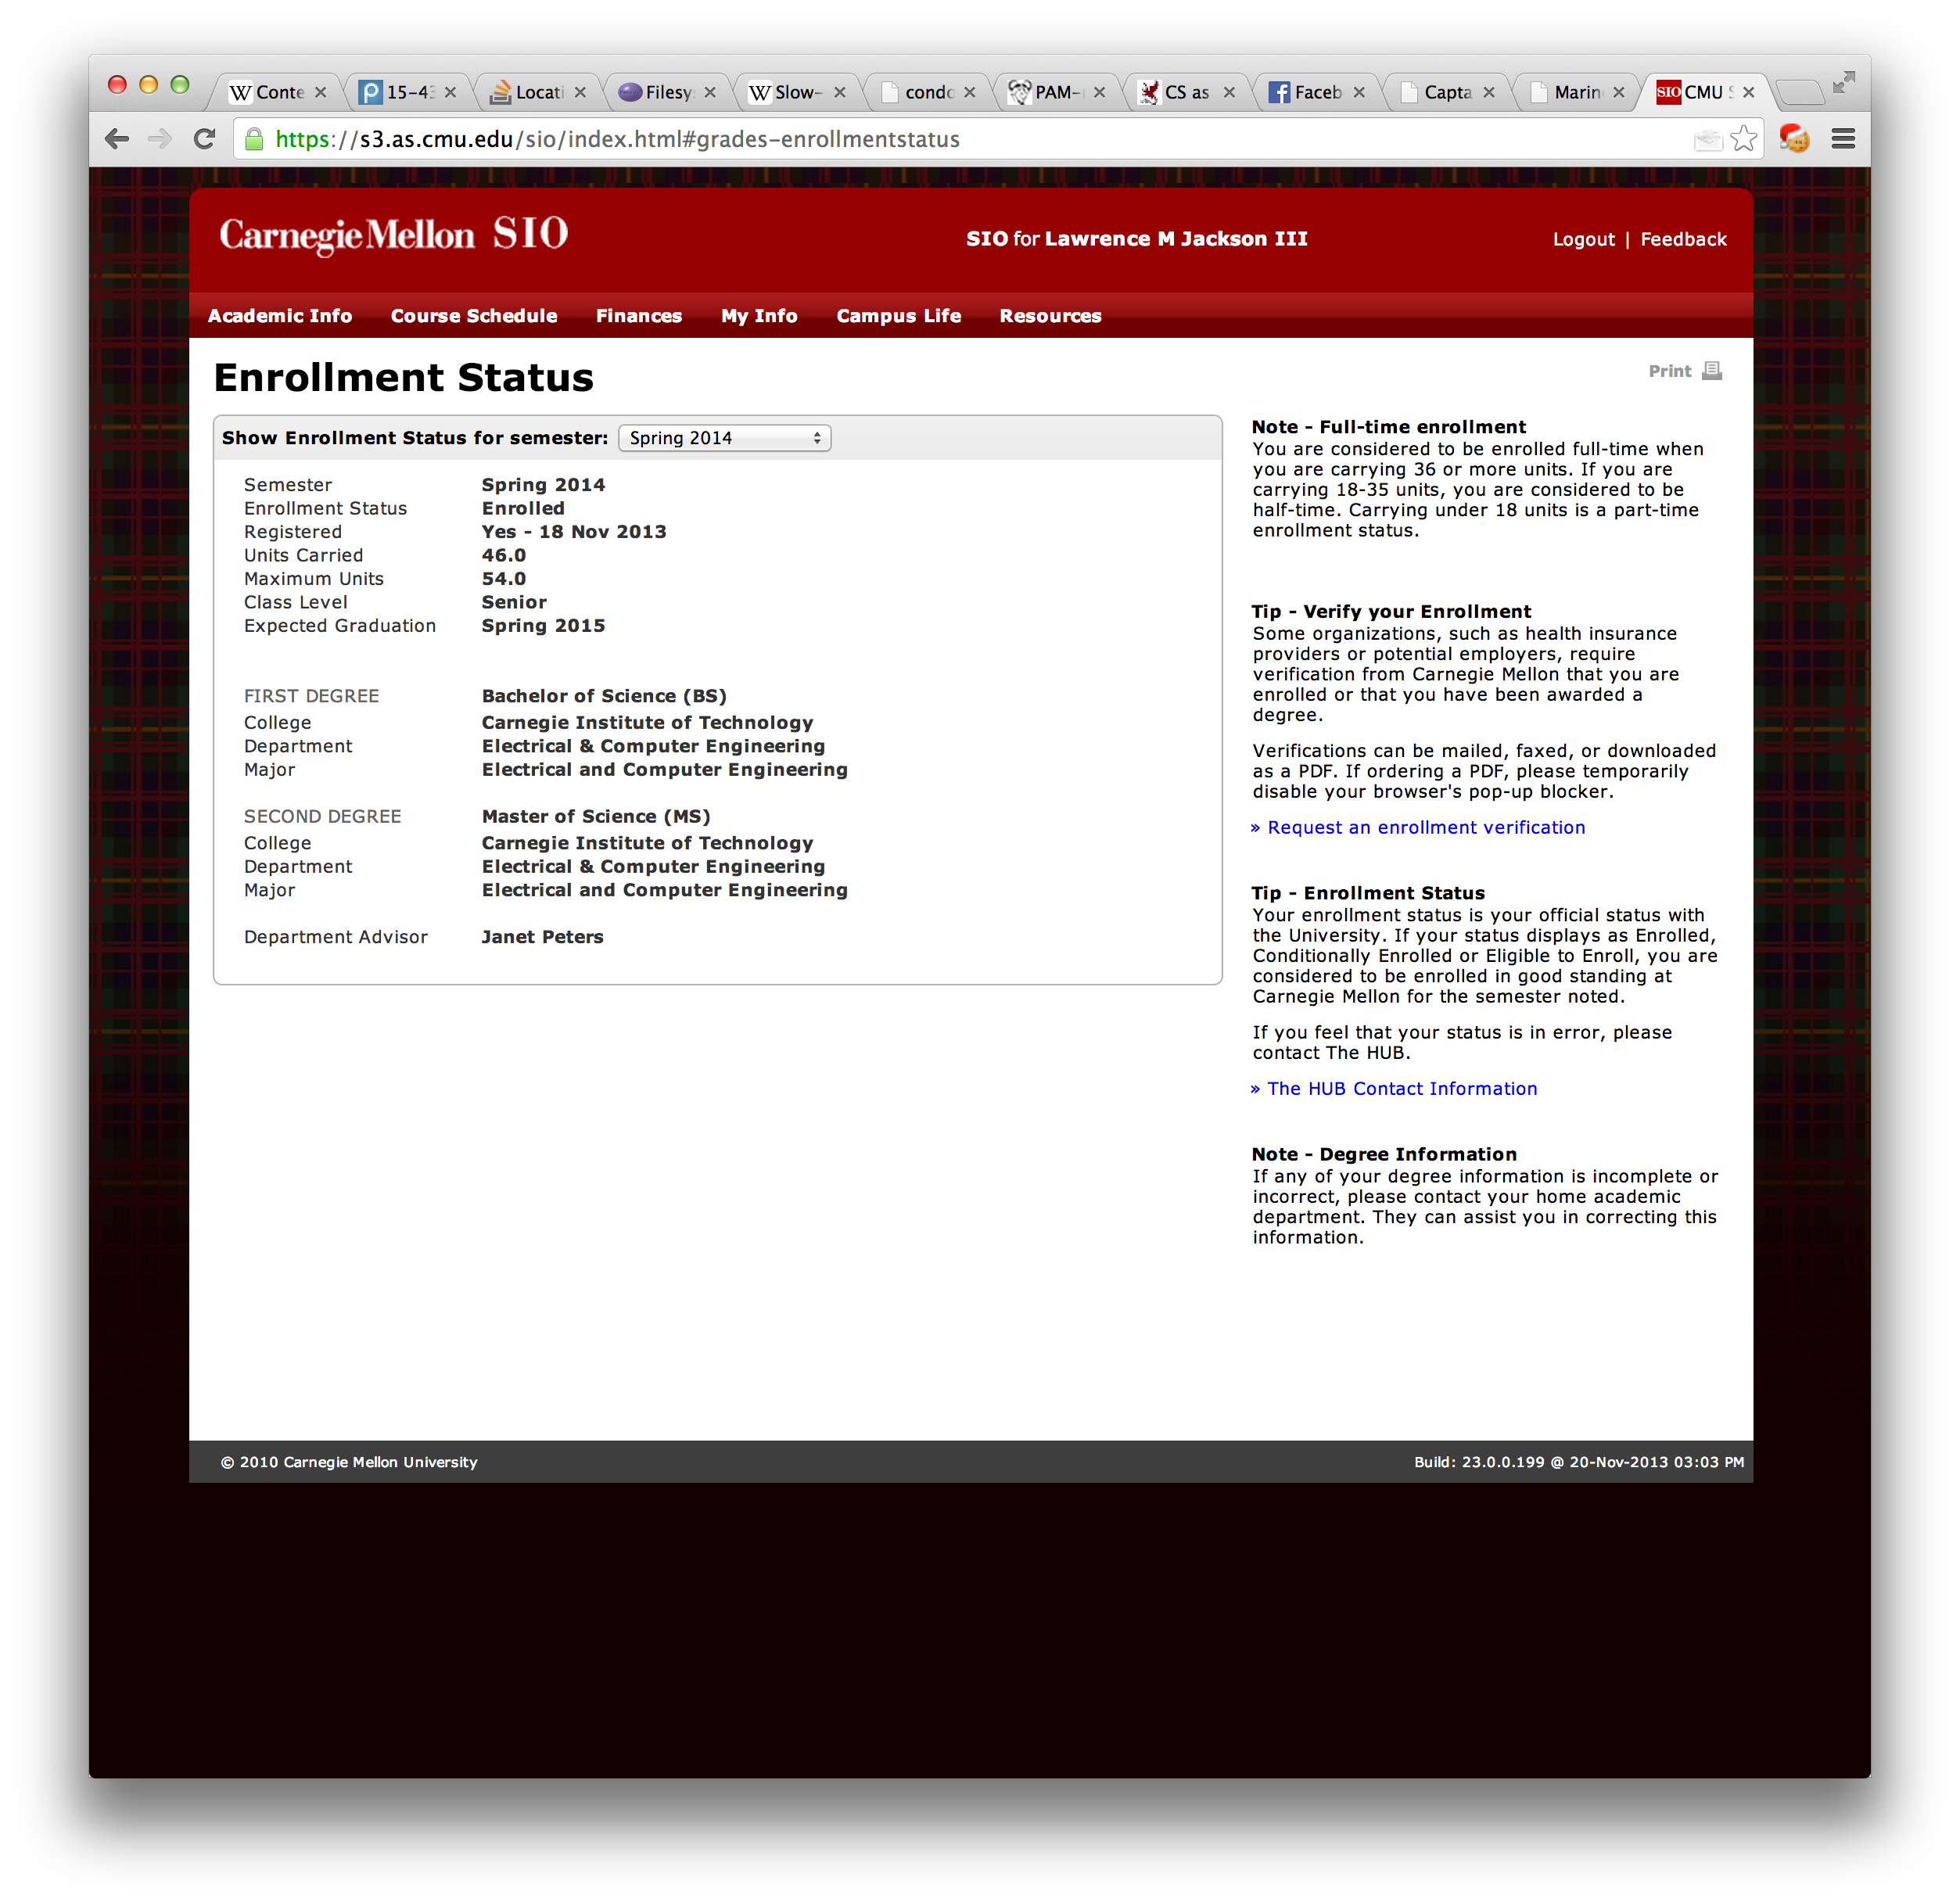 Conte
15-43
Locati
Filesy
Slow-
condo
PAM-
CS as
Faceb
Capta
Marin
SIO CMU S
https://s3.as.cmu.edu/sio/index.html#grades-enrollmentstatus
Carnegie Mellon SIO
SIO for Lawrence M Jackson III
Logout | Feedback
Academic Info Course Schedule Finances My Info Campus Life Resources
Enrollment Status
Print
Show Enrollment Status for semester: Spring 2014
Semester Spring 2014
Enrollment Status Enrolled
Registered Yes - 18 Nov 2013
Units Carried 46.0
Maximum Units 54.0
Class Level Senior
Expected Graduation Spring 2015
FIRST DEGREE Bachelor of Science (BS)
College Carnegie Institute of Technology
Department Electrical & Computer Engineering
Major Electrical and Computer Engineering
SECOND DEGREE Master of Science (MS)
College Carnegie Institute of Technology
Department Electrical & Computer Engineering
Major Electrical and Computer Engineering
Department Advisor Janet Peters
Note - Full-time enrollment
You are considered to be enrolled full-time when
you are carrying 36 or more units. If you are
carrying 18-35 units, you are considered to be
half-time. Carrying under 18 units is a part-time
enrollment status.
Tip - Verify your Enrollment
Some organizations, such as health insurance
providers or potential employers, require
verification from Carnegie Mellon that you are
enrolled or that you have been awarded a
degree.
Verifications can be mailed, faxed, or downloaded
as a PDF. If ordering a PDF, please temporarily
disable your browser's pop-up blocker.
» Request an enrollment verification
Tip - Enrollment Status
Your enrollment status is your official status with
the University. If your status displays as Enrolled,
Conditionally Enrolled or Eligible to Enroll, you are
considered to be enrolled in good standing at
Carnegie Mellon for the semester noted.
If you feel that your status is in error, please
contact The HUB.
» The HUB Contact Information
Note - Degree Information
If any of your degree information is incomplete or
incorrect, please contact your home academic
department. They can assist you in correcting this
information.
© 2010 Carnegie Mellon University
Build: 23.0.0.199 @ 20-Nov-2013 03:03 PM